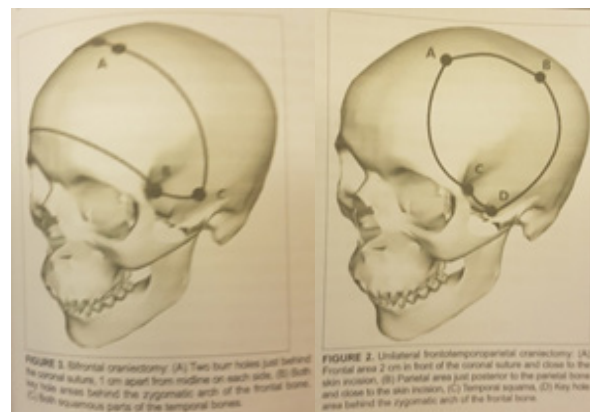 A
B
C
FIGURE 3. Bifrontal craniectomy: (A) Two burr holes just behind
the coronal suture, 1 cm apart from midline on each side, (B) Both
key hole areas behind the zygomatic arch of the frontal bone,
(C) Both squamous parts of the temporal bones.
A
B
C
D
FIGURE 2. Unilateral frontotemporoparietal craniectomy: (A)
Frontal area 2 cm in front of the coronal suture and close to the
skin incision, (B) Parietal area just posterior to the parietal bone
and close to the skin incision, (C) Temporal squama, (D) Key hole
area behind the zygomatic arch of the frontal bone.